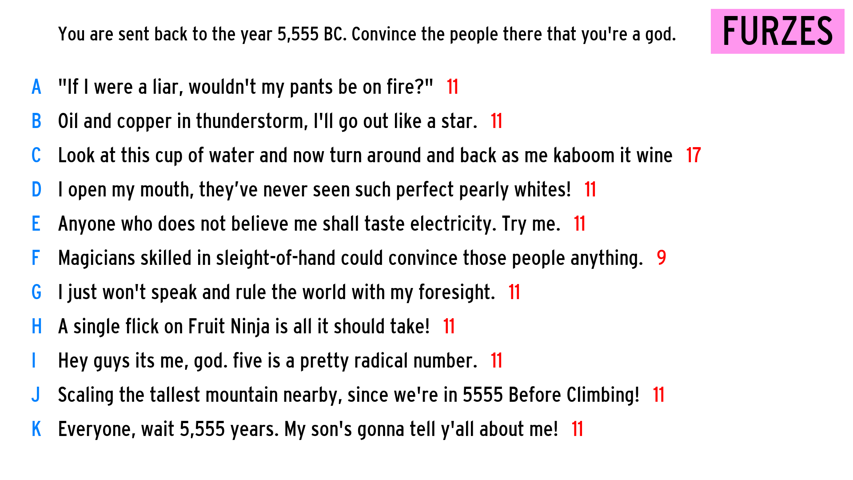 You are sent back to the year 5,555 BC. Convince the people there that you're a god.
FURZES
A "If I were a liar, wouldn't my pants be on fire?" 11
B Oil and copper in thunderstorm, I'll go out like a star. 11
C Look at this cup of water and now turn around and back as me kaboom it wine 17
D I open my mouth, they’ve never seen such perfect pearly whites! 11
E Anyone who does not believe me shall taste electricity. Try me. 11
F Magicians skilled in sleight-of-hand could convince those people anything. 9
G I just won't speak and rule the world with my foresight. 11
H A single flick on Fruit Ninja is all it should take! 11
I Hey guys its me, god. five is a pretty radical number. 11
J Scaling the tallest mountain nearby, since we're in 5555 Before Climbing! 11
K Everyone, wait 5,555 years. My son's gonna tell y'all about me! 11